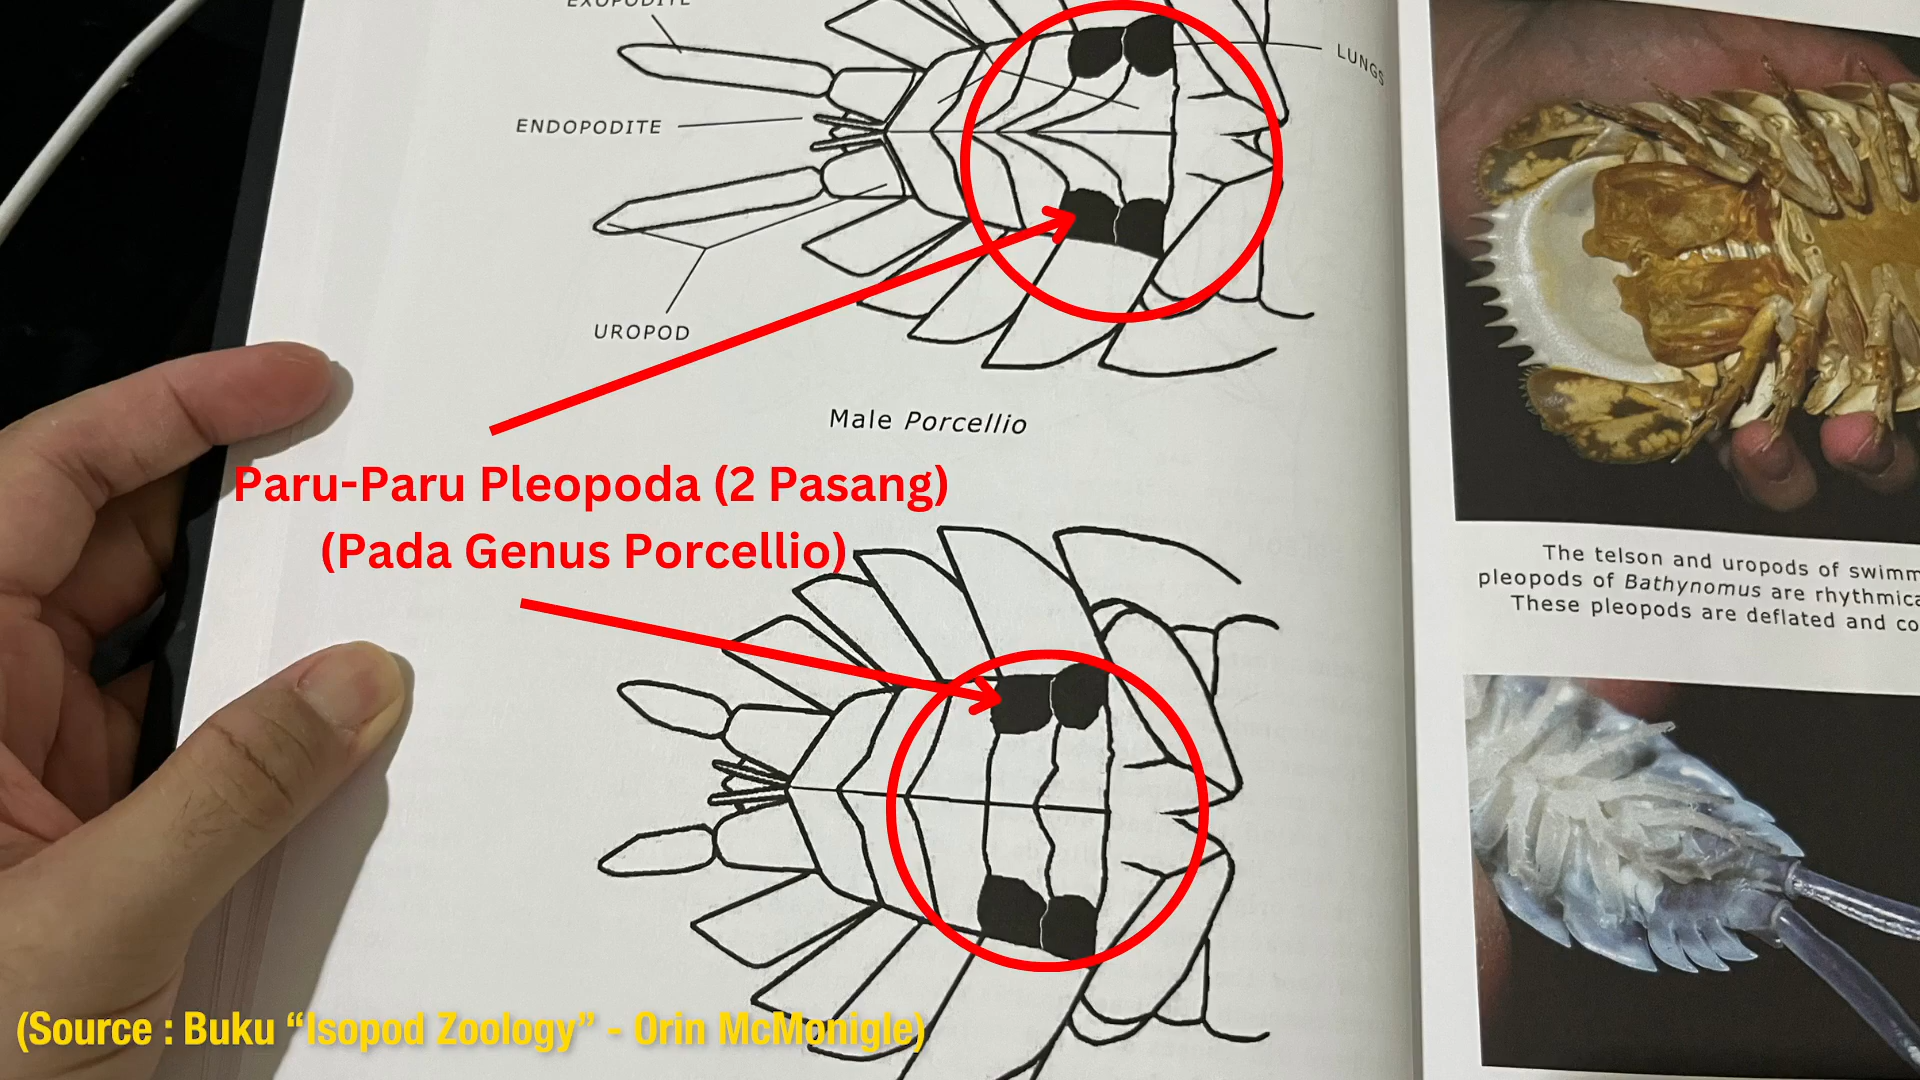 EXOPODITE
LUNGS
ENDOPODITE
UROPOD
Male Porcellio
Paru-Paru Pleopoda (2 Pasang)
(Pada Genus Porcellio)
The telson and uropods of swimm
pleopods of Bathynomus are rhythmica
These pleopods are deflated and co
(Source : Buku “Isopod Zoology” - Orin McMonigle)